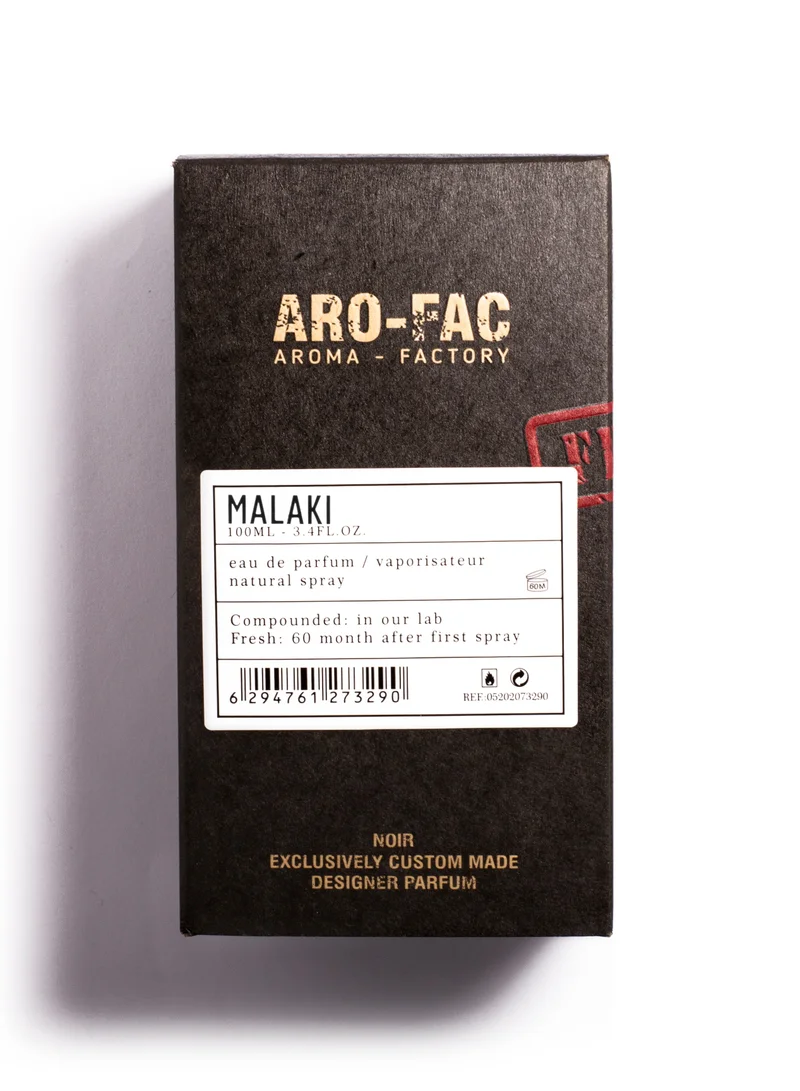 ARO-FAC
AROMA - FACTORY
MALAKI
100ML - 3.4FL.OZ.
eau de parfum / vaporisateur
natural spray
60M
Compounded: in our lab
Fresh: 60 month after first spray
6 294761 273290
REF:05202073290
NOIR
EXCLUSIVELY CUSTOM MADE
DESIGNER PARFUM